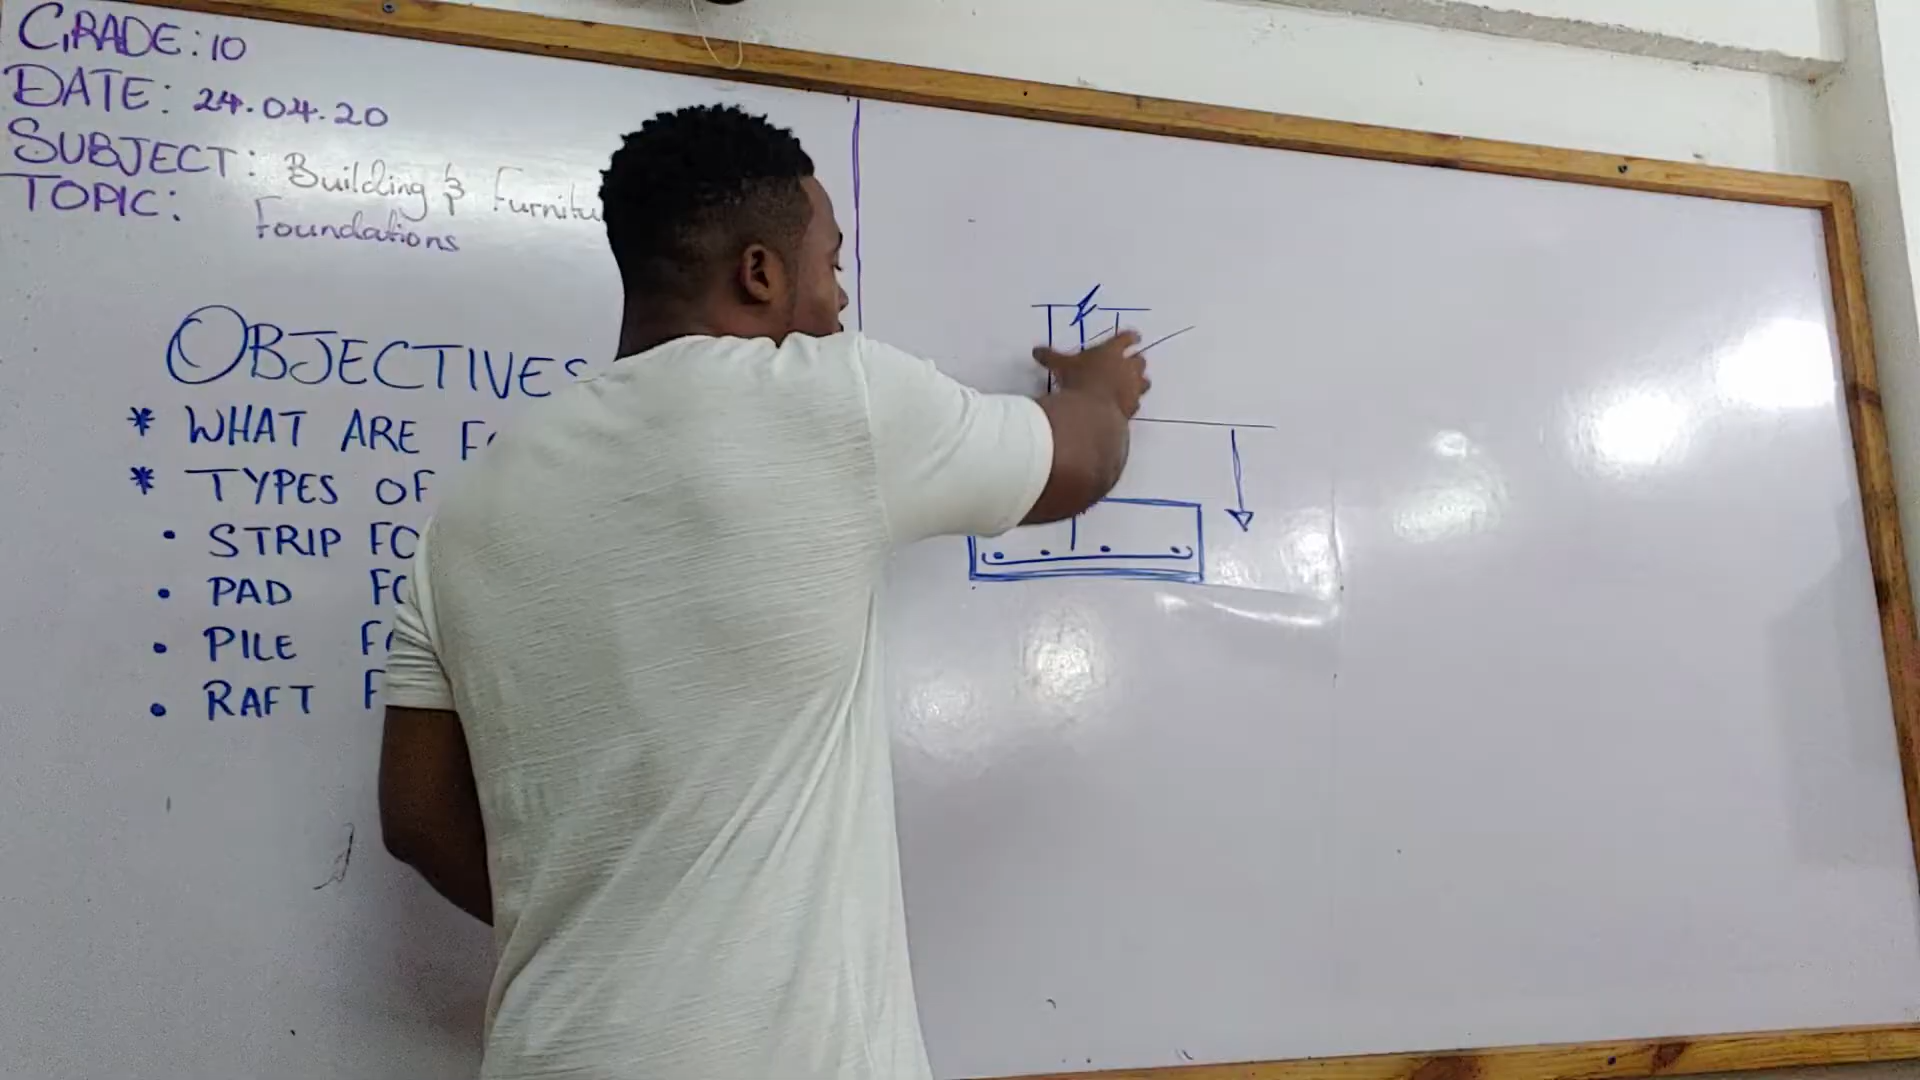 GRADE: 10
DATE: 24.04.20
SUBJECT: Building & Furnitu
TOPIC: Foundations
OBJECTIVES
* WHAT ARE
* TYPES OF
• STRIP FO
• PAD FO
• PILE FO
• RAFT F